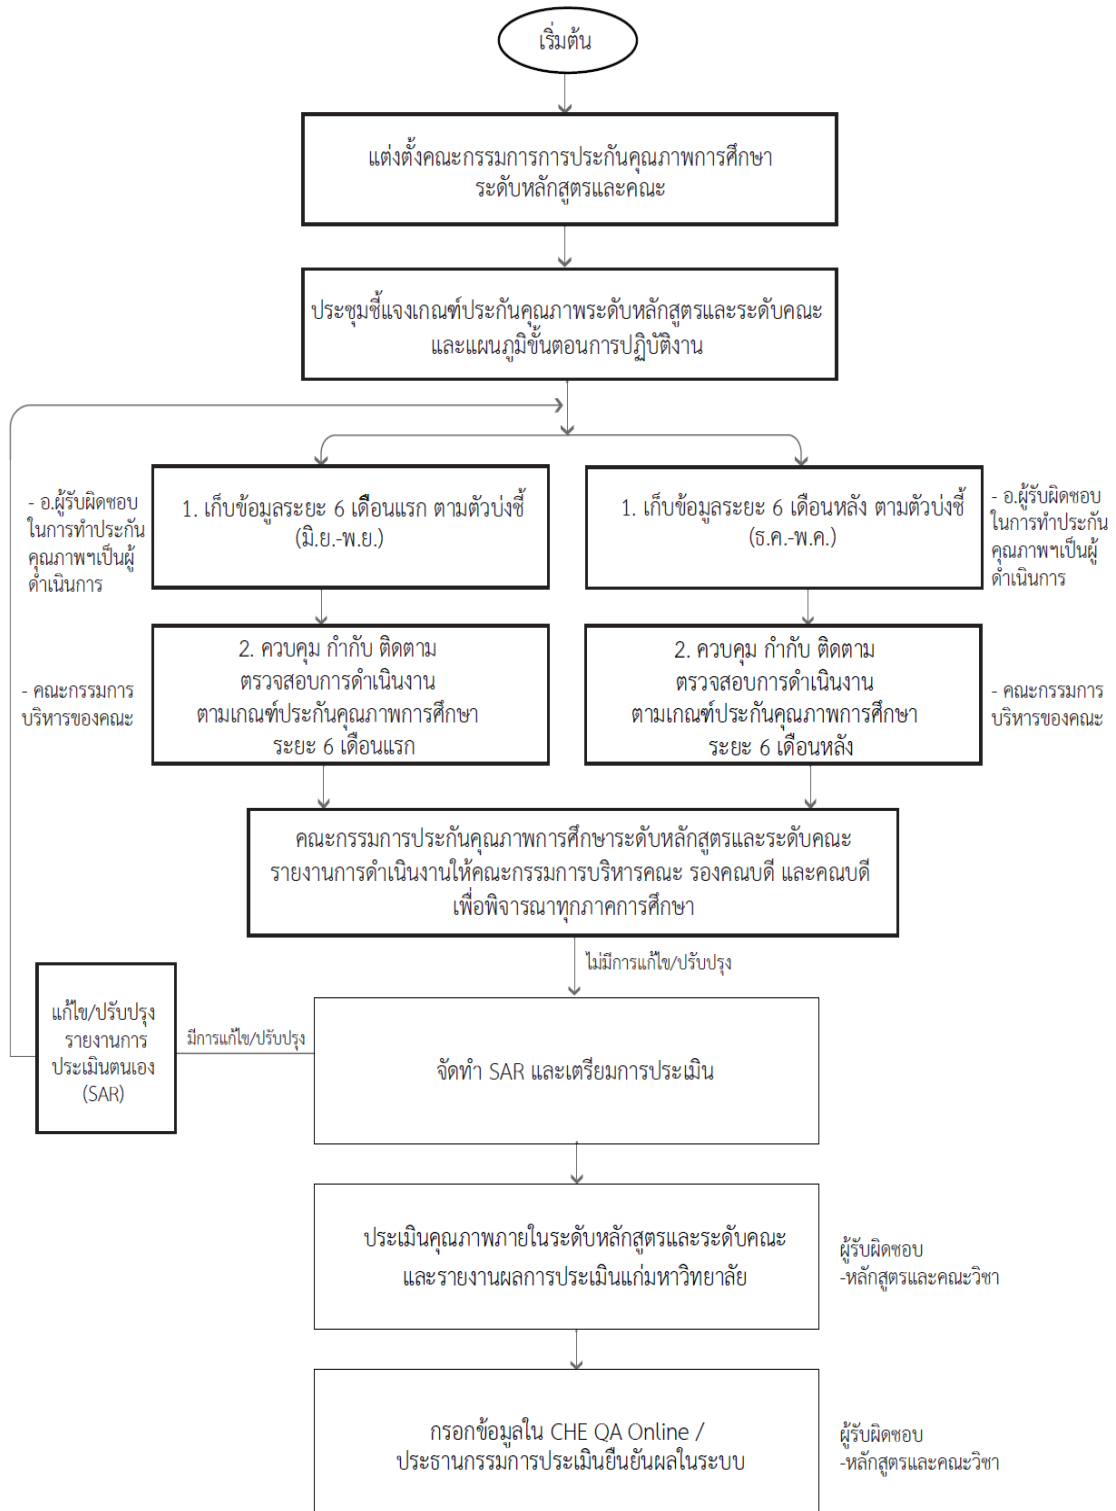 เริ่มต้น
แต่งตั้งคณะกรรมการการประกันคุณภาพการศึกษา
ระดับหลักสูตรและคณะ
ประชุมชี้แจงเกณฑ์ประกันคุณภาพระดับหลักสูตรและระดับคณะ
และแผนภูมิขั้นตอนการปฏิบัติงาน
- อ.ผู้รับผิดชอบ
ในการทำประกัน
คุณภาพฯเป็นผู้
ดำเนินการ
1. เก็บข้อมูลระยะ 6 เดือนแรก ตามตัวบ่งชี้
(มิ.ย.-พ.ย.)
1. เก็บข้อมูลระยะ 6 เดือนหลัง ตามตัวบ่งชี้
(ธ.ค.-พ.ค.)
- อ.ผู้รับผิดชอบ
ในการทำประกัน
คุณภาพฯเป็นผู้
ดำเนินการ
- คณะกรรมการ
บริหารของคณะ
2. ควบคุม กำกับ ติดตาม
ตรวจสอบการดำเนินงาน
ตามเกณฑ์ประกันคุณภาพการศึกษา
ระยะ 6 เดือนแรก
2. ควบคุม กำกับ ติดตาม
ตรวจสอบการดำเนินงาน
ตามเกณฑ์ประกันคุณภาพการศึกษา
ระยะ 6 เดือนหลัง
- คณะกรรมการ
บริหารของคณะ
คณะกรรมการประกันคุณภาพการศึกษาระดับหลักสูตรและระดับคณะ
รายงานการดำเนินงานให้คณะกรรมการบริหารคณะ รองคณบดี และคณบดี
เพื่อพิจารณาทุกภาคการศึกษา
ไม่มีการแก้ไข/ปรับปรุง
แก้ไข/ปรับปรุง
รายงานการ
ประเมินตนเอง
(SAR)
มีการแก้ไข/ปรับปรุง
จัดทำ SAR และเตรียมการประเมิน
ประเมินคุณภาพภายในระดับหลักสูตรและระดับคณะ
และรายงานผลการประเมินแก่มหาวิทยาลัย
ผู้รับผิดชอบ
-หลักสูตรและคณะวิชา
กรอกข้อมูลใน CHE QA Online /
ประธานกรรมการประเมินยืนยันผลในระบบ
ผู้รับผิดชอบ
-หลักสูตรและคณะวิชา